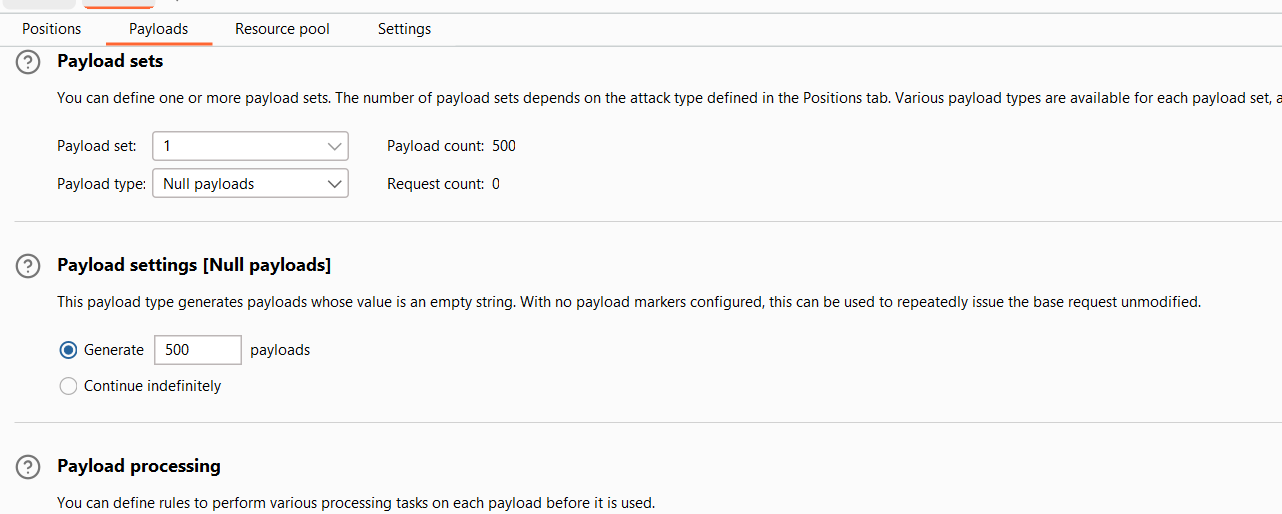 Positions Payloads Resource pool Settings
Payload sets
You can define one or more payload sets. The number of payload sets depends on the attack type defined in the Positions tab. Various payload types are available for each payload set, a
Payload set: 1 Payload count: 500
Payload type: Null payloads Request count: 0
Payload settings [Null payloads]
This payload type generates payloads whose value is an empty string. With no payload markers configured, this can be used to repeatedly issue the base request unmodified.
Generate 500 payloads
Continue indefinitely
Payload processing
You can define rules to perform various processing tasks on each payload before it is used.